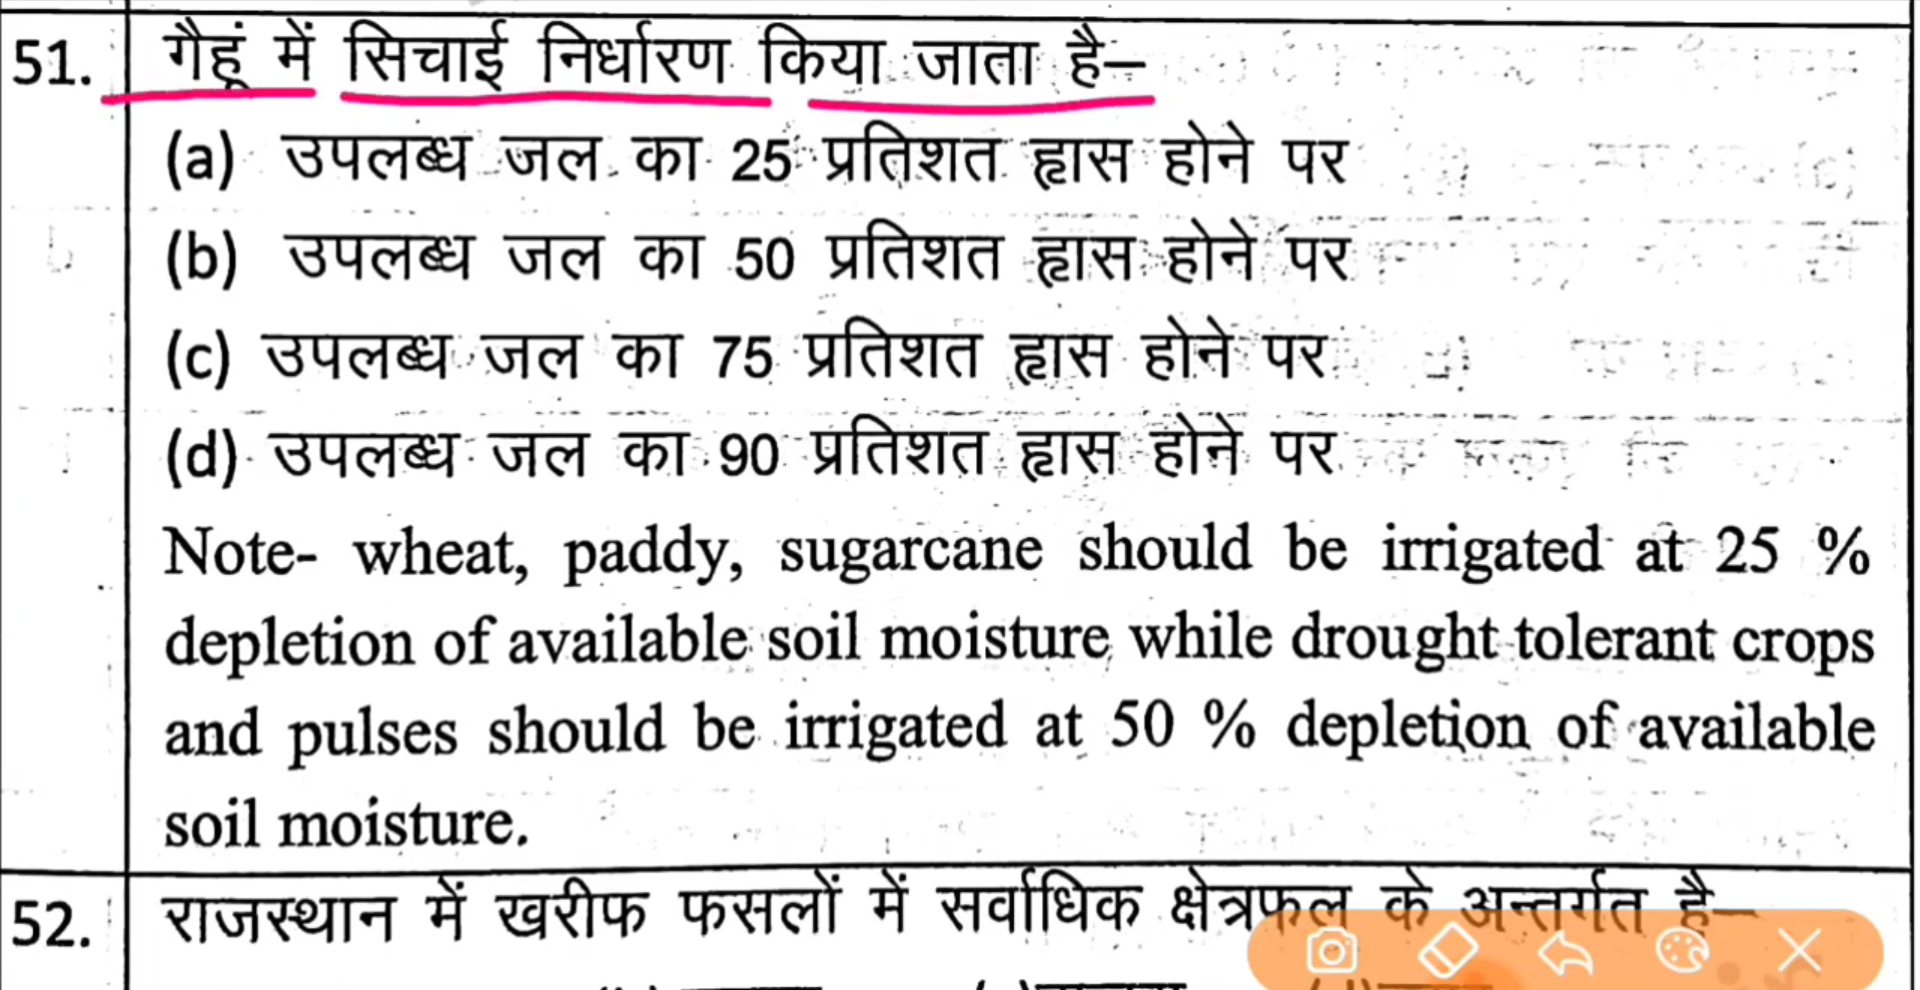 51. गैहूं में सिचाई निर्धारण किया जाता है–
(a) उपलब्ध जल का 25 प्रतिशत ह्वास होने पर
(b) उपलब्ध जल का 50 प्रतिशत ह्वास होने पर
(c) उपलब्ध जल का 75 प्रतिशत ह्वास होने पर
(d) उपलब्ध जल का 90 प्रतिशत ह्वास होने पर
Note- wheat, paddy, sugarcane should be irrigated at 25 %
depletion of available soil moisture while drought tolerant crops
and pulses should be irrigated at 50 % depletion of available
soil moisture.
52. राजस्थान में खरीफ फसलों में सर्वाधिक क्षेत्रफल के अन्तर्गत है–